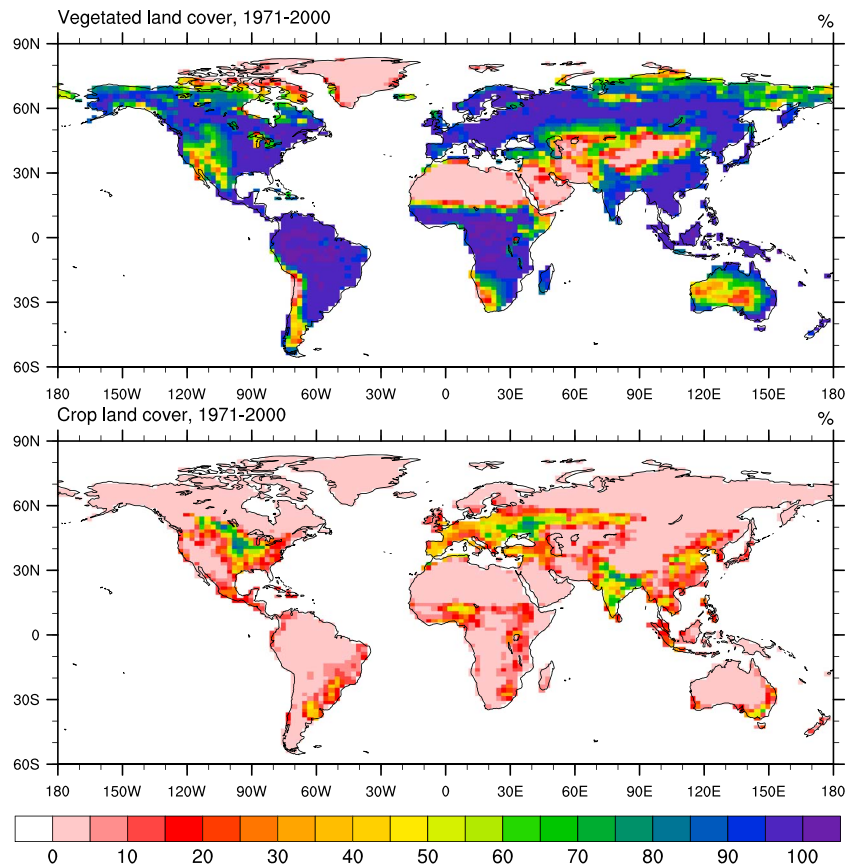 Vegetated land cover, 1971-2000 %
90N
60N
30N
0
30S
60S
180 150W 120W 90W 60W 30W 0 30E 60E 90E 120E 150E 180
Crop land cover, 1971-2000 %
90N
60N
30N
0
30S
60S
180 150W 120W 90W 60W 30W 0 30E 60E 90E 120E 150E 180
0 10 20 30 40 50 60 70 80 90 100